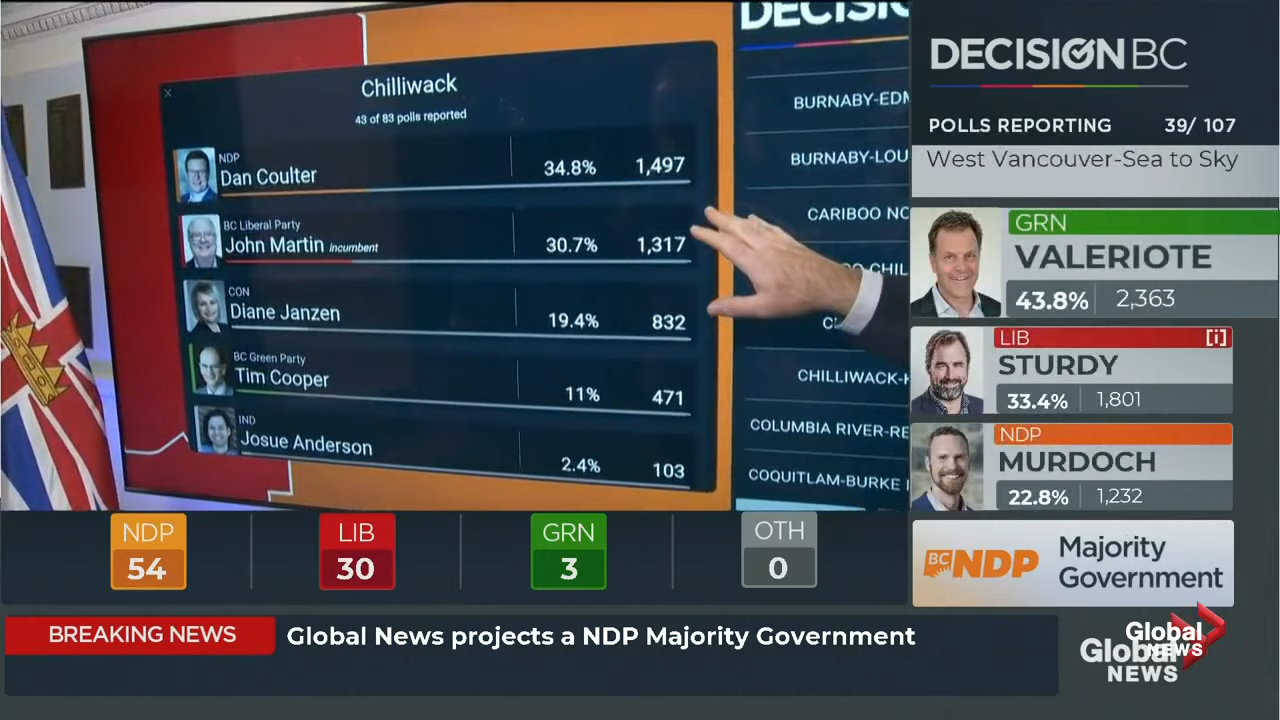 Chilliwack
43 of 83 polls reported
NDP
Dan Coulter
34.8% 1,497
BC Liberal Party
John Martin incumbent
30.7% 1,317
CON
Diane Janzen
19.4% 832
BC Green Party
Tim Cooper
11% 471
IND
Josue Anderson
2.4% 103
BURNABY-EDM
BURNABY-LOU
CARIBOO NO
CHIL
CHILLIWACK-K
COLUMBIA RIVER-RE
COQUITLAM-BURKE
DECISION BC
POLLS REPORTING 39/ 107
West Vancouver-Sea to Sky
GRN
VALERIOTE
43.8% 2,363
LIB [i]
STURDY
33.4% 1,801
NDP
MURDOCH
22.8% 1,232
BC NDP
Majority
Government
NDP
54
LIB
30
GRN
3
OTH
0
BREAKING NEWS
Global News projects a NDP Majority Government
Global
NEWS
Global
NEWS